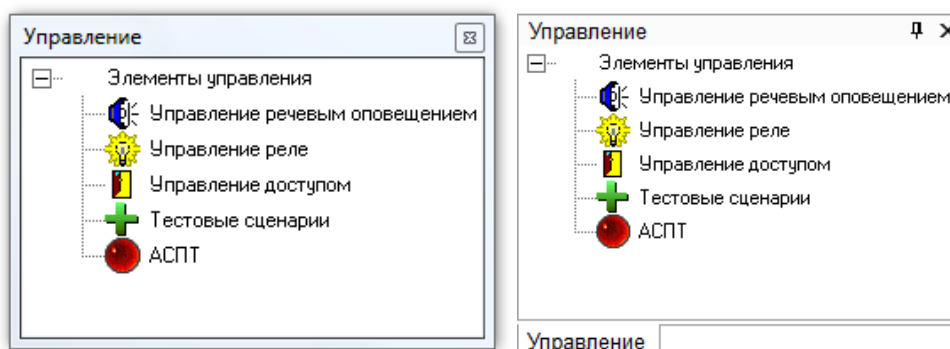 Управление
Элементы управления
Управление речевым оповещением
Управление реле
Управление доступом
Тестовые сценарии
АСПТ
Управление
Элементы управления
Управление речевым оповещением
Управление реле
Управление доступом
Тестовые сценарии
АСПТ
Управление